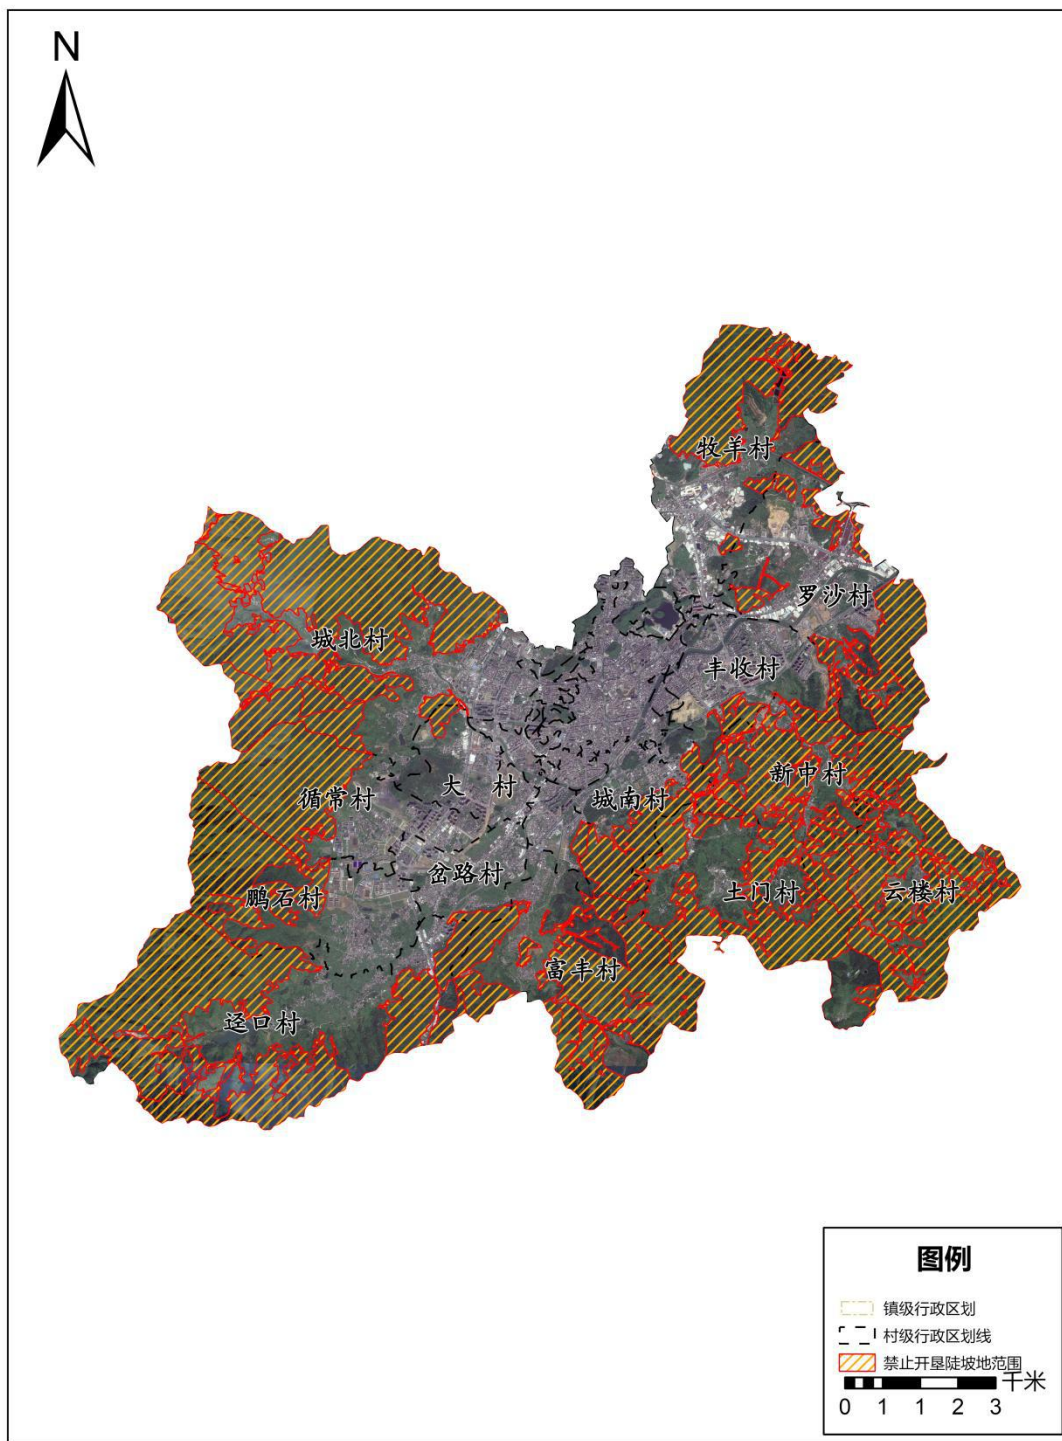 N
牧羊村
罗沙村
城北村
丰收村
新中村
循常村
大 村
城南村
岔路村
鹏石村
土门村
云楼村
富丰村
迳口村
图例
镇级行政区划
村级行政区划线
禁止开垦陡坡地范围
千米
0 1 1 2 3